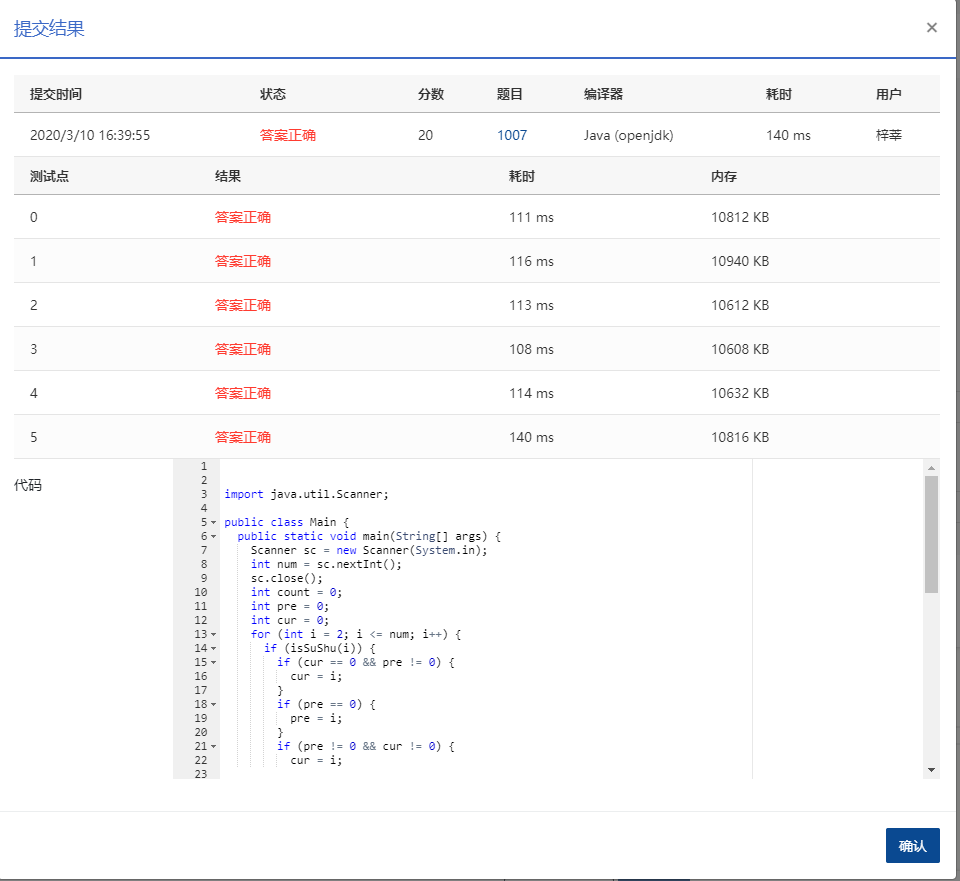 提交结果 ×
提交时间 状态 分数 题目 编译器 耗时 用户
2020/3/10 16:39:55 答案正确 20 1007 Java (openjdk) 140 ms 梓莘
测试点 结果 耗时 内存
0 答案正确 111 ms 10812 KB
1 答案正确 116 ms 10940 KB
2 答案正确 113 ms 10612 KB
3 答案正确 108 ms 10608 KB
4 答案正确 114 ms 10632 KB
5 答案正确 140 ms 10816 KB
代码
1
2
3 import java.util.Scanner;
4
5 public class Main {
6 public static void main(String[] args) {
7 Scanner sc = new Scanner(System.in);
8 int num = sc.nextInt();
9 sc.close();
10 int count = 0;
11 int pre = 0;
12 int cur = 0;
13 for (int i = 2; i <= num; i++) {
14 if (isSuShu(i)) {
15 if (cur == 0 && pre != 0) {
16 cur = i;
17 }
18 if (pre == 0) {
19 pre = i;
20 }
21 if (pre != 0 && cur != 0) {
22 cur = i;
23
确认